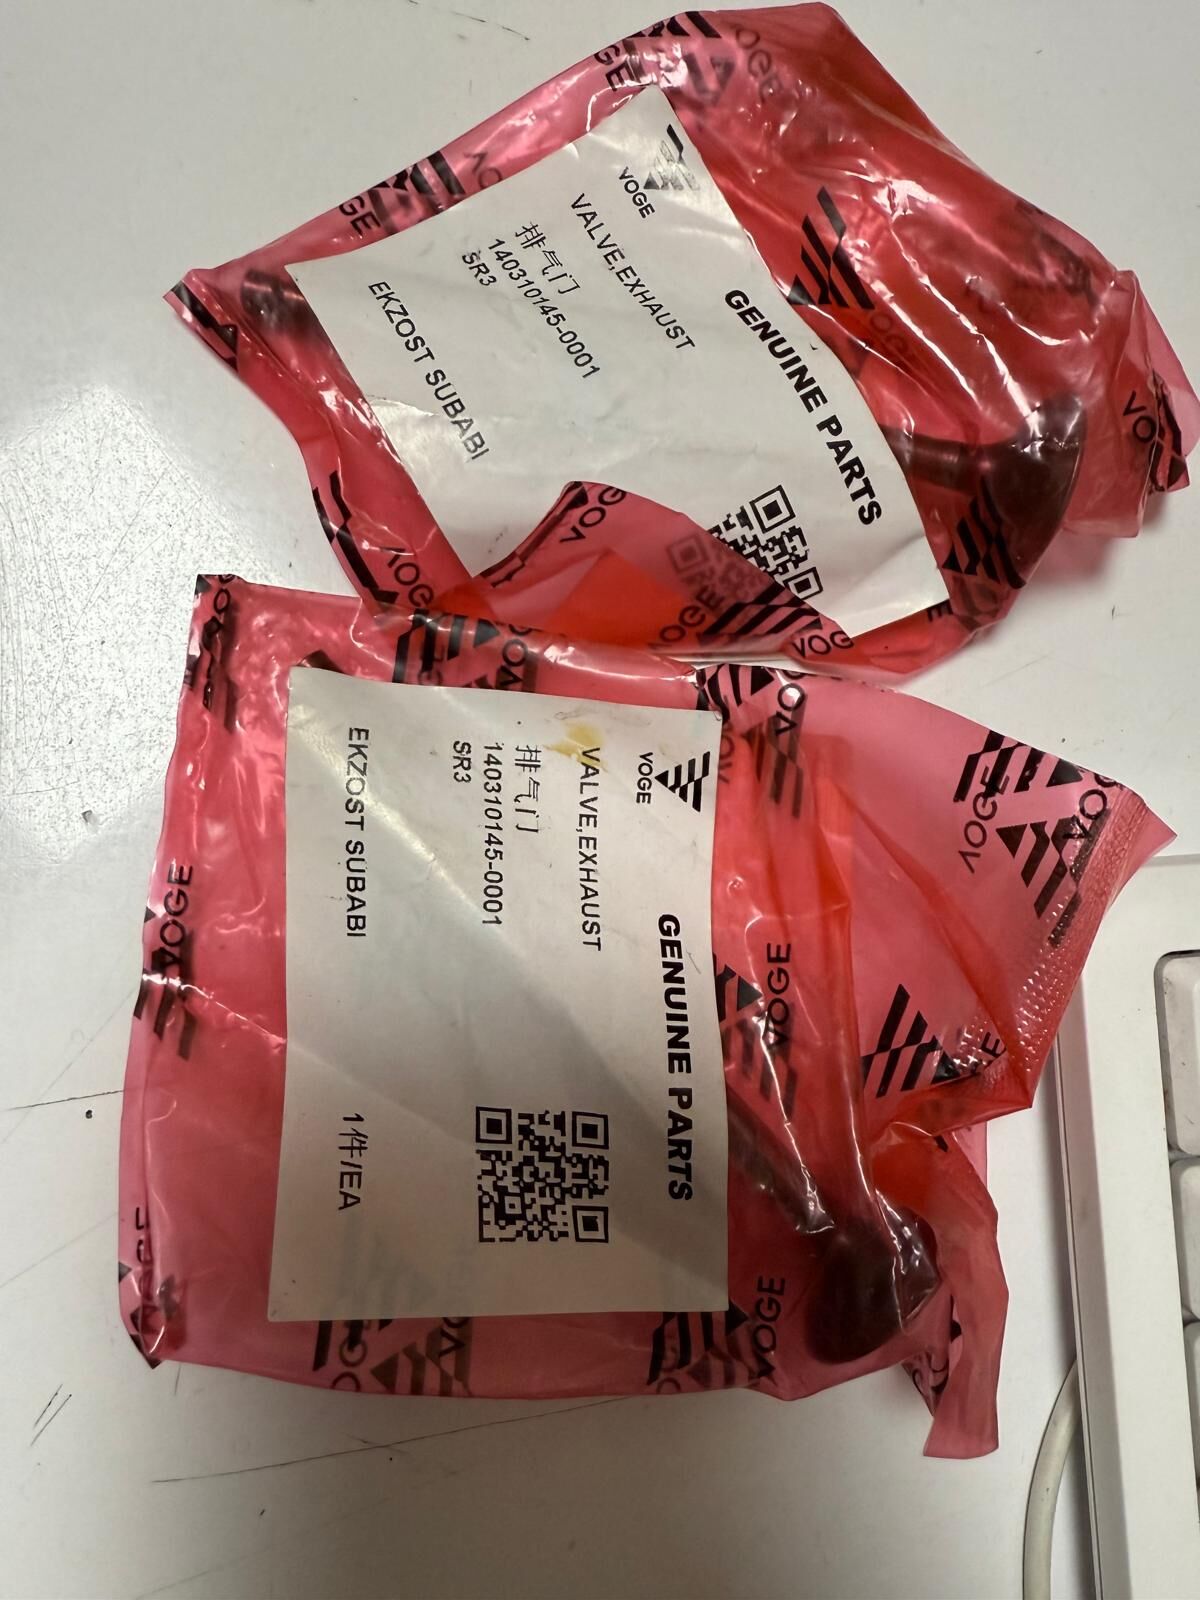 VOGE
GENUINE PARTS
VALVE,EXHAUST
排气门
140310145-0001
SR3
EKZOST SUBABI
VOGE
GENUINE PARTS
VALVE,EXHAUST
排气门
140310145-0001
SR3
EKZOST SUBABI
1件/EA
VOGE
VOGE
VOGE
VOGE